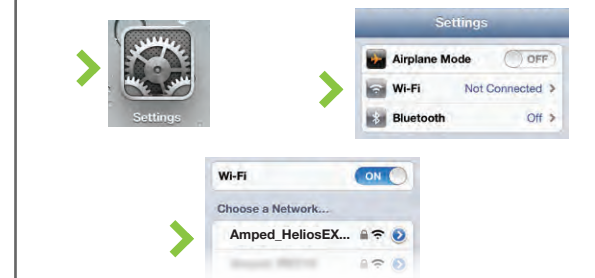 Settings
Settings
Airplane Mode OFF
Wi-Fi Not Connected
Bluetooth Off
Wi-Fi ON
Choose a Network...
Amped_HeliosEX...